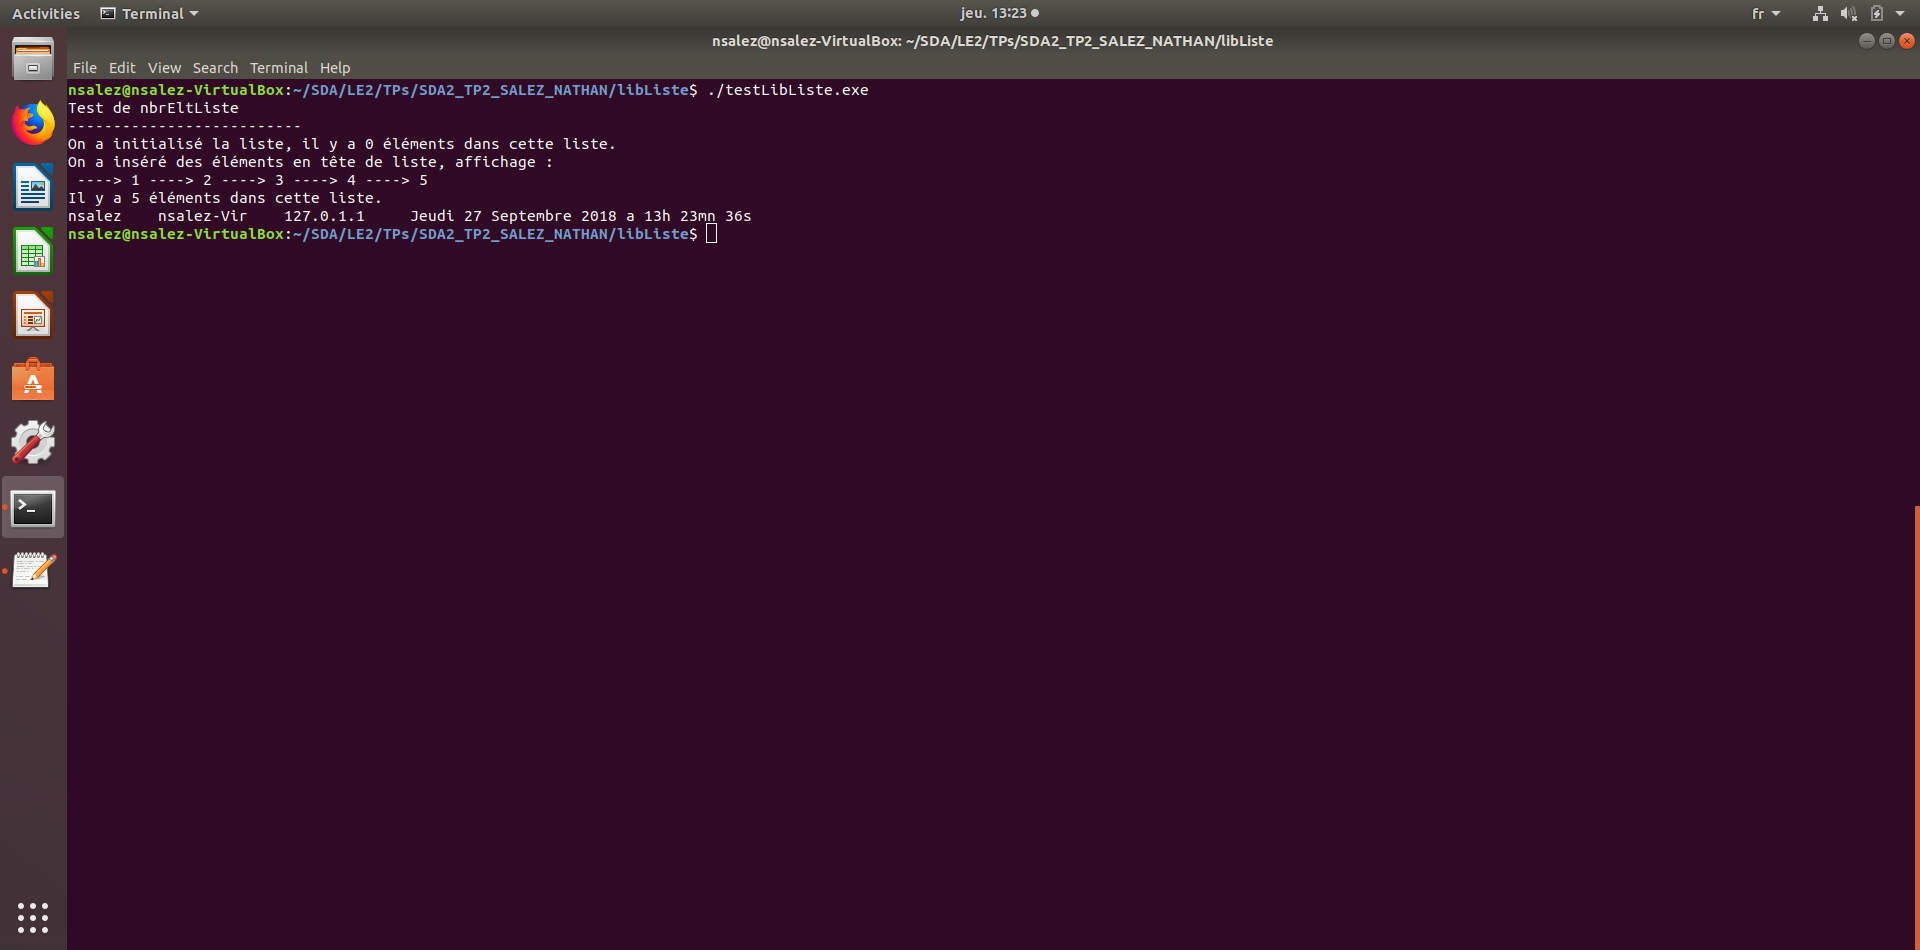 Activities Terminal jeu. 13:23 fr
nsalez@nsalez-VirtualBox: ~/SDA/LE2/TPs/SDA2_TP2_SALEZ_NATHAN/libListe
File Edit View Search Terminal Help
nsalez@nsalez-VirtualBox:~/SDA/LE2/TPs/SDA2_TP2_SALEZ_NATHAN/libListe$ ./testLibListe.exe
Test de nbrEltListe
--------------------------
On a initialisé la liste, il y a 0 éléments dans cette liste.
On a inséré des éléments en tête de liste, affichage :
 ----> 1 ----> 2 ----> 3 ----> 4 ----> 5
Il y a 5 éléments dans cette liste.
nsalez    nsalez-Vir    127.0.1.1     Jeudi 27 Septembre 2018 a 13h 23mn 36s
nsalez@nsalez-VirtualBox:~/SDA/LE2/TPs/SDA2_TP2_SALEZ_NATHAN/libListe$